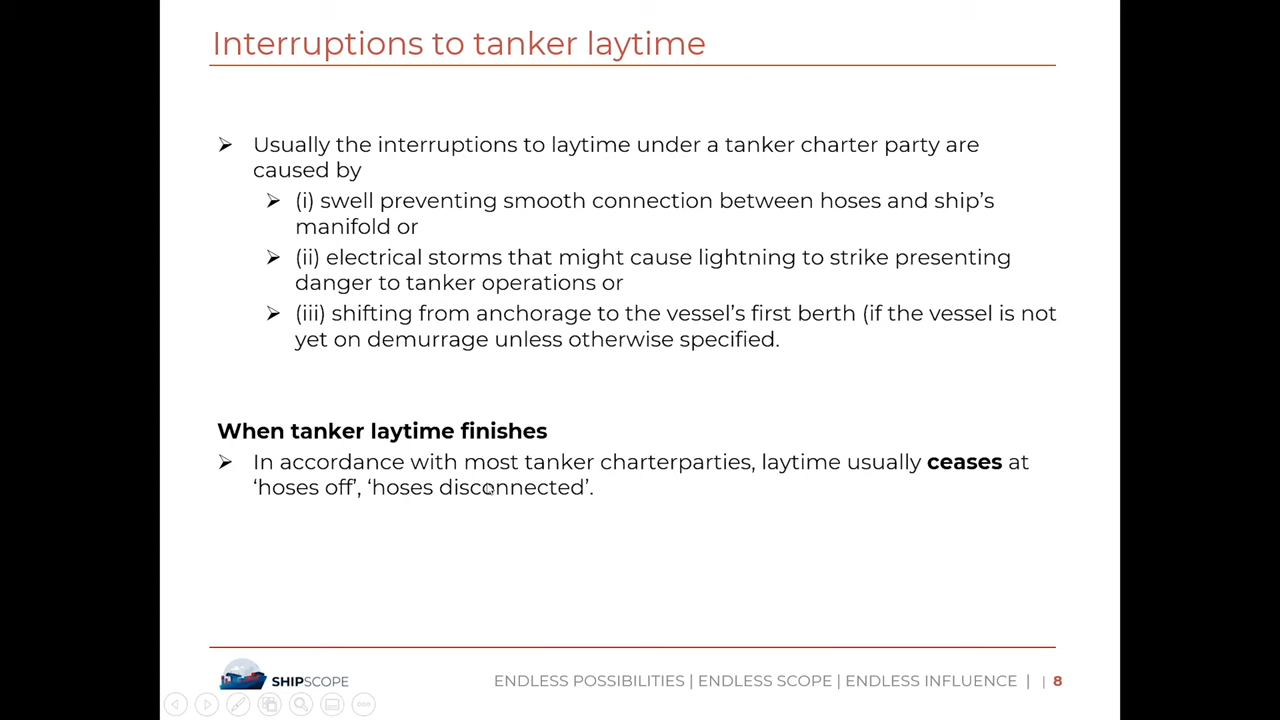 Interruptions to tanker laytime
➢ Usually the interruptions to laytime under a tanker charter party are
caused by
➢ (i) swell preventing smooth connection between hoses and ship’s
manifold or
➢ (ii) electrical storms that might cause lightning to strike presenting
danger to tanker operations or
➢ (iii) shifting from anchorage to the vessel’s first berth (if the vessel is not
yet on demurrage unless otherwise specified.
When tanker laytime finishes
➢ In accordance with most tanker charterparties, laytime usually ceases at
‘hoses off’, ‘hoses disconnected’.
SHIPSCOPE
ENDLESS POSSIBILITIES | ENDLESS SCOPE | ENDLESS INFLUENCE | | 8